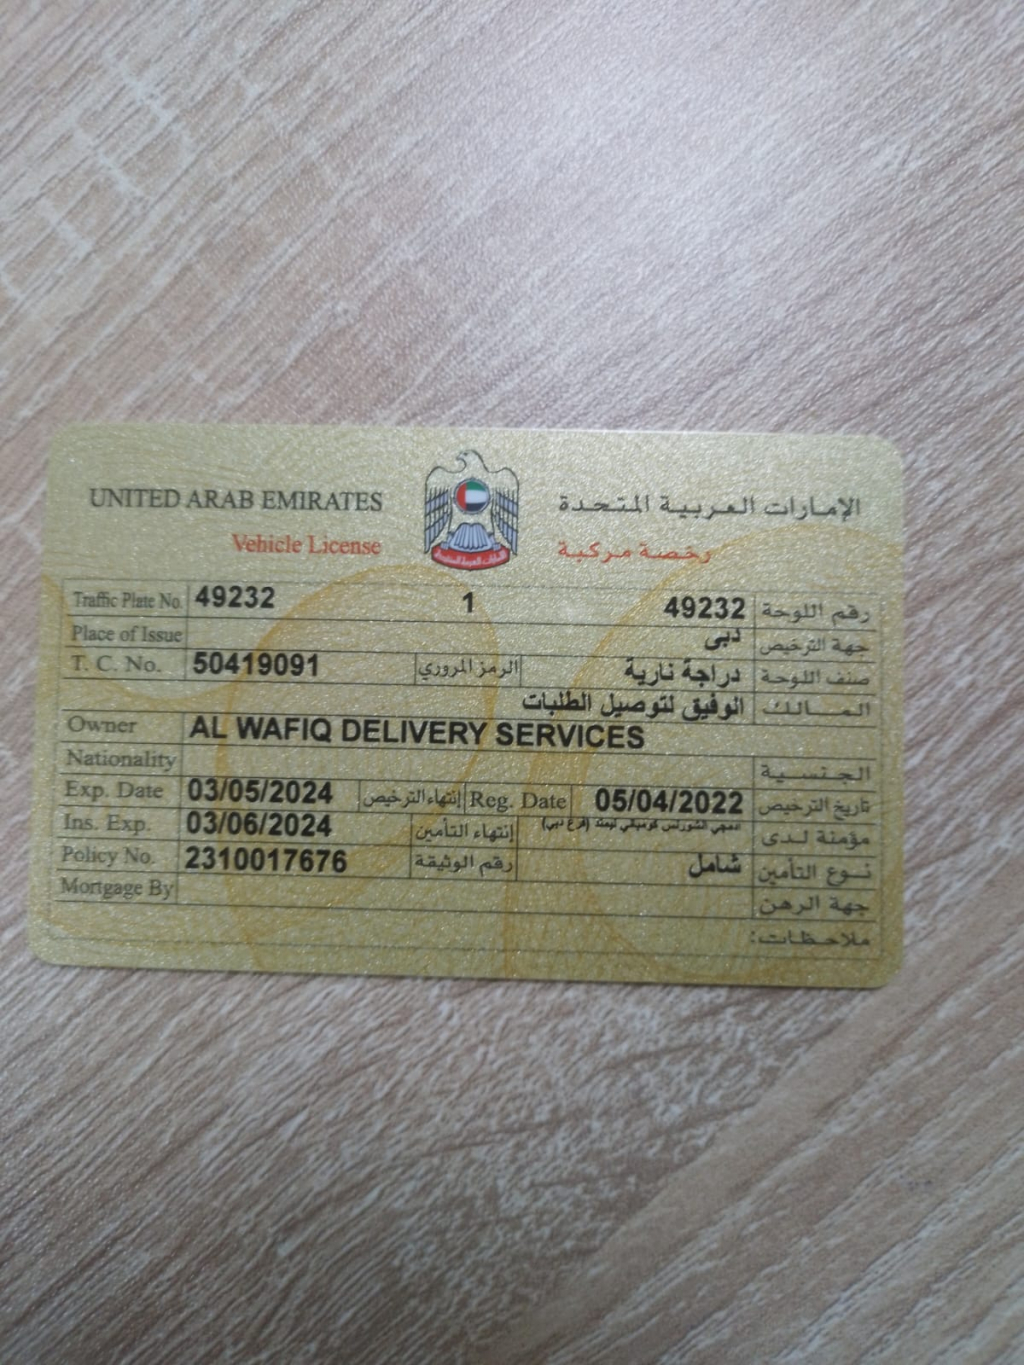 UNITED ARAB EMIRATES الإمارات العربية المتحدة
Vehicle License رخصة مركبة
Traffic Plate No. 49232 1 49232 رقم اللوحة
Place of Issue دبى جهة الترخيص
T. C. No. 50419091 الرمز المروري دراجة نارية صنف اللوحة
الوفيق لتوصيل الطلبات المالك
Owner AL WAFIQ DELIVERY SERVICES
Nationality الجنسية
Exp. Date 03/05/2024 إنتهاء الترخيص Reg. Date 05/04/2022 تاريخ الترخيص
Ins. Exp. 03/06/2024 إنتهاء التأمين (فرع دبي) مؤمنة لدى
Policy No. 2310017676 رقم الوثيقة شامل نوع التأمين
Mortgage By جهة الرهن
ملاحظات: